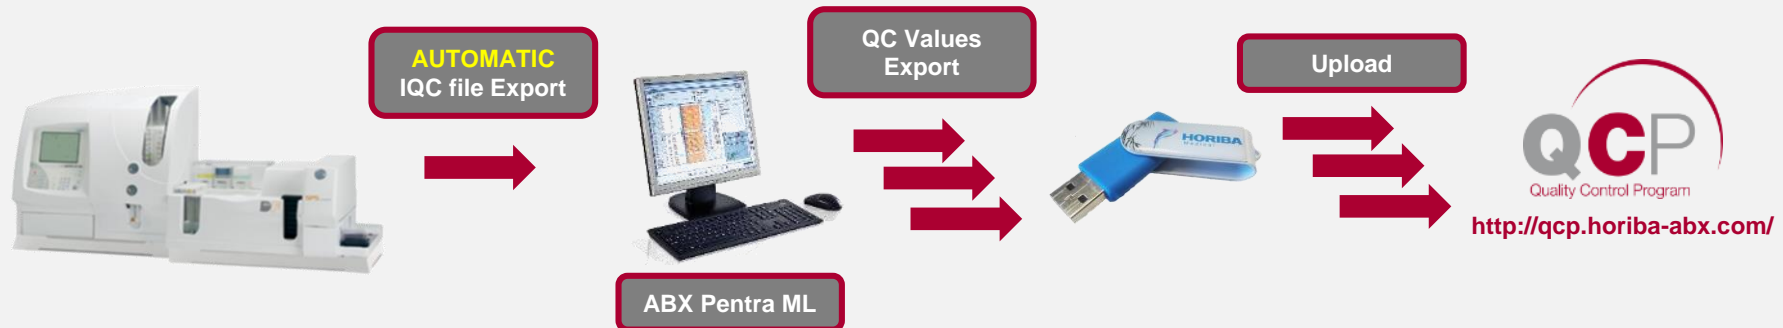 AUTOMATIC
IQC file Export
QC Values
Export
Upload
HORIBA
Medical
QCP
Quality Control Program
http://qcp.horiba-abx.com/
ABX Pentra ML